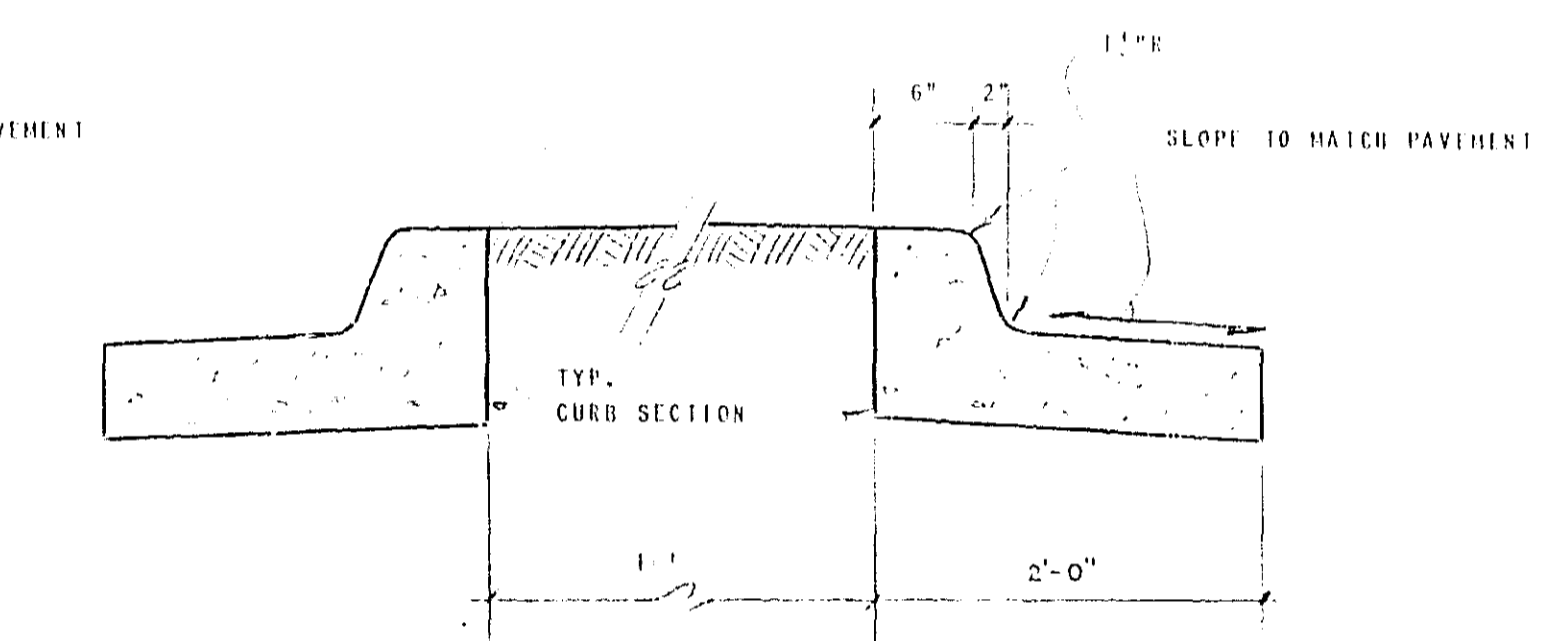 6" 2"
SLOPE TO MATCH PAVEMENT
TYP.
CURB SECTION
2'-0"